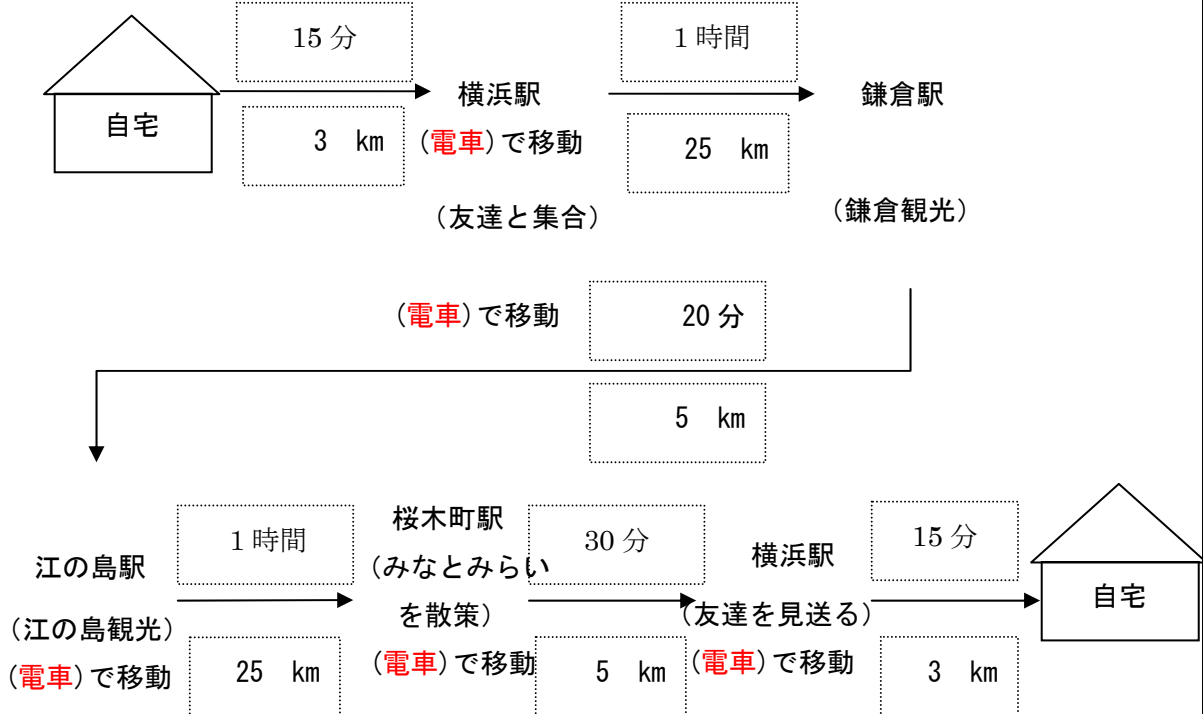 15分
1時間
自宅
横浜駅
鎌倉駅
3 km
(電車)で移動
25 km
(友達と集合)
(鎌倉観光)
(電車)で移動
20分
5 km
江の島駅
(江の島観光)
(電車)で移動
1時間
25 km
桜木町駅
(みなとみらい
を散策)
(電車)で移動
30分
5 km
横浜駅
(友達を見送る)
(電車)で移動
15分
3 km
自宅